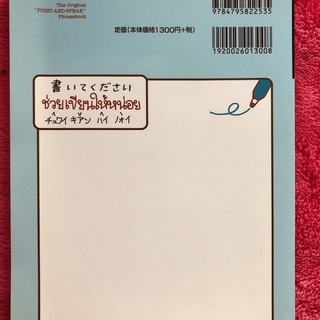 The Original
"POINT-AND-SPEAK"
Phrasebook
9784795822535
定価(本体価格1300円+税)
1920026013008
書いてください
ช่วยเขียนให้หน่อย
チュワイ キアン ハイ ノイ